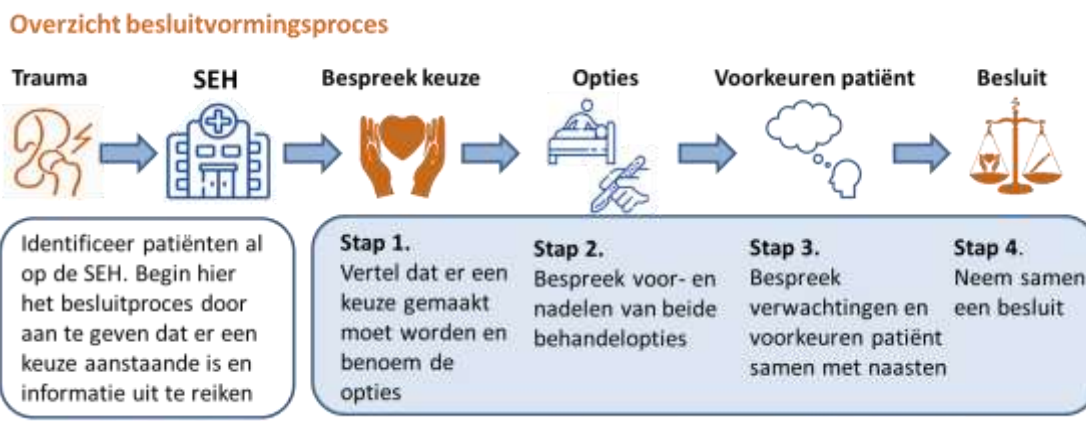 Overzicht besluitvormingsproces
Trauma
SEH
Bespreek keuze
Opties
Voorkeuren patiënt
Besluit
Identificeer patiënten al
op de SEH. Begin hier
het besluitproces door
aan te geven dat er een
keuze aanstaande is en
informatie uit te reiken
Stap 1.
Vertel dat er een
keuze gemaakt
moet worden en
benoem de
opties
Stap 2.
Bespreek voor- en
nadelen van beide
behandelopties
Stap 3.
Bespreek
verwachtingen en
voorkeuren patiënt
samen met naasten
Stap 4.
Neem samen
een besluit